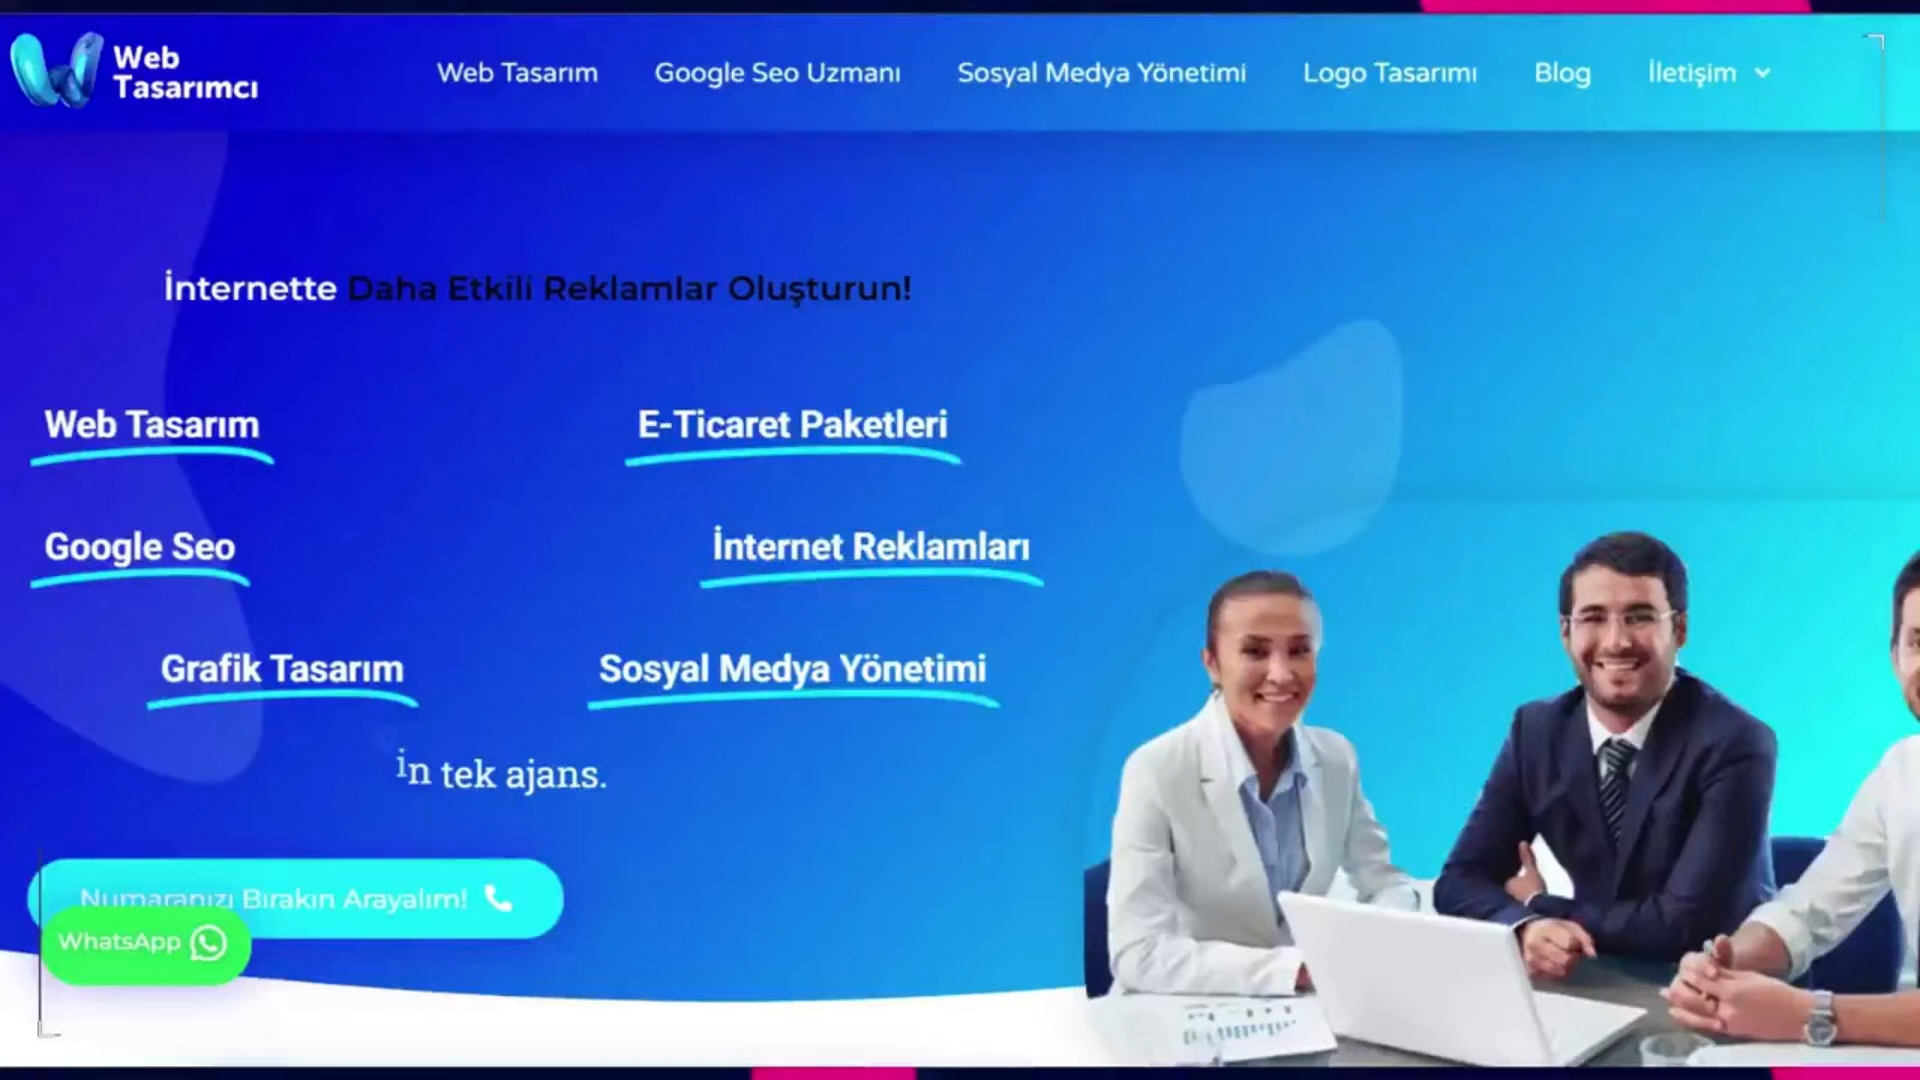 Web
Tasarımcı
Web Tasarım Google Seo Uzmanı Sosyal Medya Yönetimi Logo Tasarımı Blog İletişim
İnternette Daha Etkili Reklamlar Oluşturun!
Web Tasarım E-Ticaret Paketleri
Google Seo İnternet Reklamları
Grafik Tasarım Sosyal Medya Yönetimi
in tek ajans.
Numaranızı Bırakın Arayalım!
WhatsApp